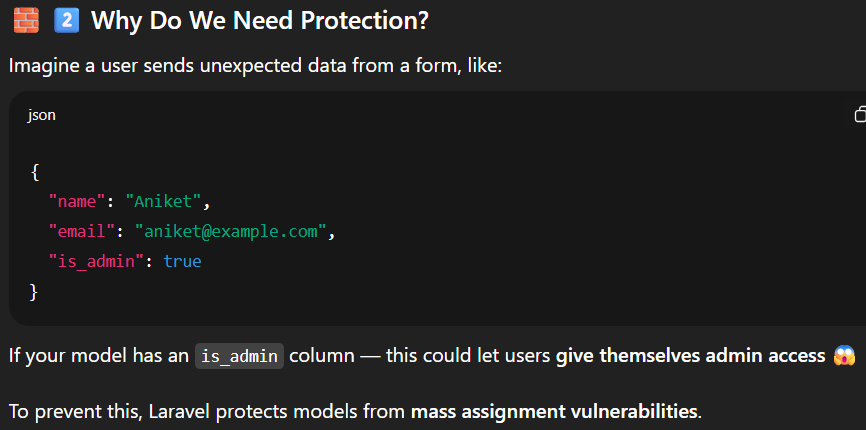 🧱 2️⃣ Why Do We Need Protection?
Imagine a user sends unexpected data from a form, like:
json
{
  "name": "Aniket",
  "email": "aniket@example.com",
  "is_admin": true
}
If your model has an is_admin column — this could let users give themselves admin access 😱
To prevent this, Laravel protects models from mass assignment vulnerabilities.